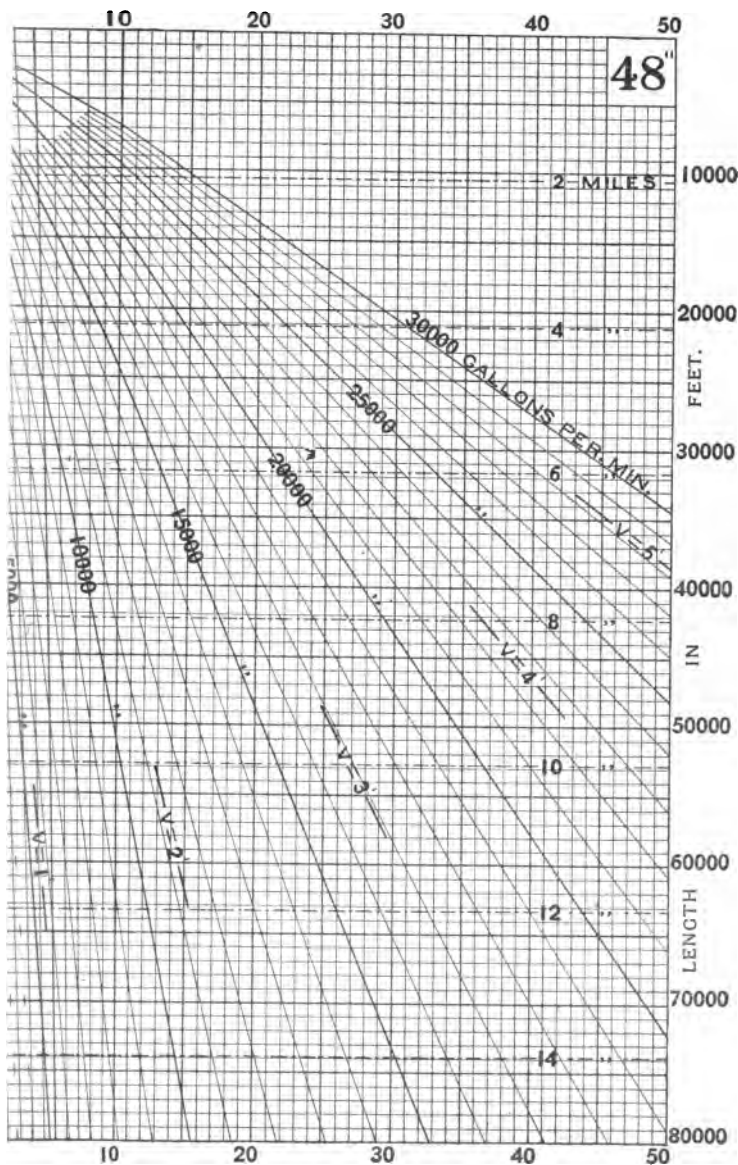 10 20 30 40 50
48"
2 MILES 10000
20000
4 "
30000 GALLONS PER. MIN.
FEET.
25000
30000
20000 6 "
15000 " V=5'
10000
5000 " 40000
8 "
V=4' IN
"
" " 50000
V=3' 10 "
V=1' V=2' 60000
12 "
LENGTH
70000
14 "
10 20 30 40 50 80000